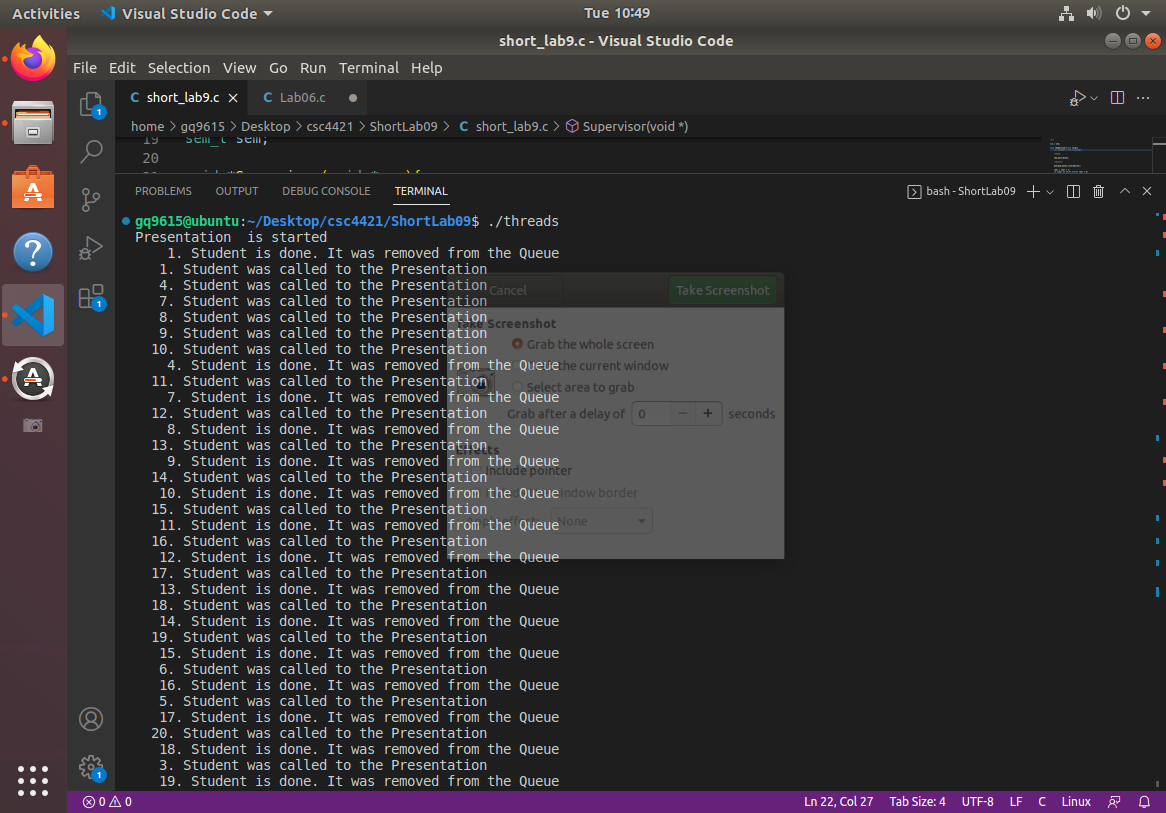 Activities Visual Studio Code Tue 10:49
short_lab9.c - Visual Studio Code
File Edit Selection View Go Run Terminal Help
C short_lab9.c C Lab06.c
home > gq9615 > Desktop > csc4421 > ShortLab09 > C short_lab9.c > Supervisor(void *)
19 sem_t sem;
20
PROBLEMS OUTPUT DEBUG CONSOLE TERMINAL bash - ShortLab09
gq9615@ubuntu:~/Desktop/csc4421/ShortLab09$ ./threads
Presentation  is started
1. Student is done. It was removed from the Queue
1. Student was called to the Presentation
4. Student was called to the Presentation
Cancel Take Screenshot
7. Student was called to the Presentation
8. Student was called to the Presentation
Take Screenshot
9. Student was called to the Presentation
Grab the whole screen
10. Student was called to the Presentation
4. Student is done. It was removed from the Queue
the current window
11. Student was called to the Presentation
Select area to grab
7. Student is done. It was removed from the Queue
12. Student was called to the Presentation
Grab after a delay of 0 − + seconds
8. Student is done. It was removed from the Queue
13. Student was called to the Presentation
Effects
9. Student is done. It was removed from the Queue
Include pointer
14. Student was called to the Presentation
10. Student is done. It was removed from the Queue
window border
15. Student was called to the Presentation
11. Student is done. It was removed from the Queue
None
16. Student was called to the Presentation
12. Student is done. It was removed from the Queue
17. Student was called to the Presentation
13. Student is done. It was removed from the Queue
18. Student was called to the Presentation
14. Student is done. It was removed from the Queue
19. Student was called to the Presentation
15. Student is done. It was removed from the Queue
6. Student was called to the Presentation
16. Student is done. It was removed from the Queue
5. Student was called to the Presentation
17. Student is done. It was removed from the Queue
20. Student was called to the Presentation
18. Student is done. It was removed from the Queue
3. Student was called to the Presentation
19. Student is done. It was removed from the Queue
0 0 Ln 22, Col 27 Tab Size: 4 UTF-8 LF C Linux